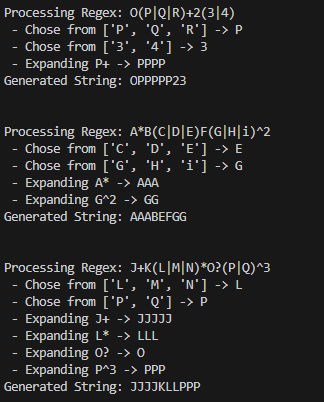 Processing Regex: O(P|Q|R)+2(3|4)
- Chose from ['P', 'Q', 'R'] -> P
- Chose from ['3', '4'] -> 3
- Expanding P+ -> PPPP
Generated String: OPPPPP23
Processing Regex: A*B(C|D|E)F(G|H|i)^2
- Chose from ['C', 'D', 'E'] -> E
- Chose from ['G', 'H', 'i'] -> G
- Expanding A* -> AAA
- Expanding G^2 -> GG
Generated String: AAABEFGG
Processing Regex: J+K(L|M|N)*O?(P|Q)^3
- Chose from ['L', 'M', 'N'] -> L
- Chose from ['P', 'Q'] -> P
- Expanding J+ -> JJJJJ
- Expanding L* -> LLL
- Expanding O? -> O
- Expanding P^3 -> PPP
Generated String: JJJJKLLPPP